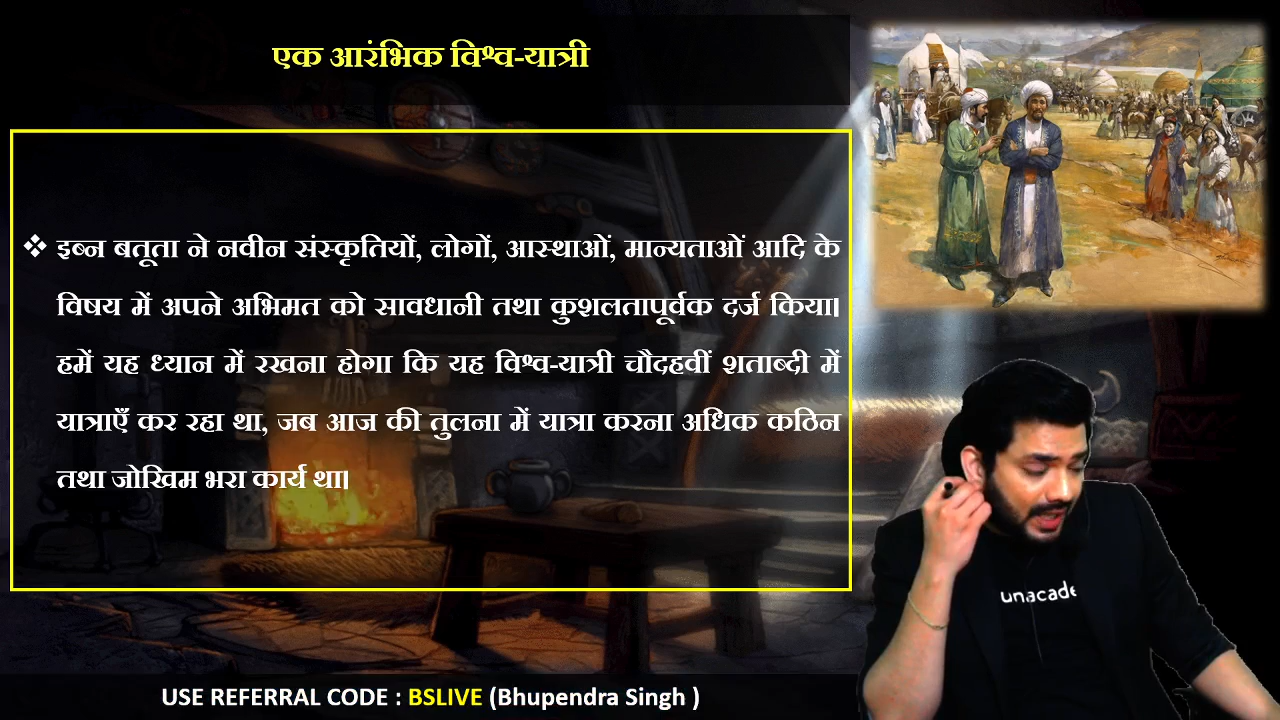 एक आरंभिक विश्व-यात्री
❖ इब्न बतूता ने नवीन संस्कृतियों, लोगों, आस्थाओं, मान्यताओं आदि के
विषय में अपने अभिमत को सावधानी तथा कुशलतापूर्वक दर्ज किया।
हमें यह ध्यान में रखना होगा कि यह विश्व-यात्री चौदहवीं शताब्दी में
यात्राएँ कर रहा था, जब आज की तुलना में यात्रा करना अधिक कठिन
तथा जोखिम भरा कार्य था।
unacade
USE REFERRAL CODE : BSLIVE (Bhupendra Singh )